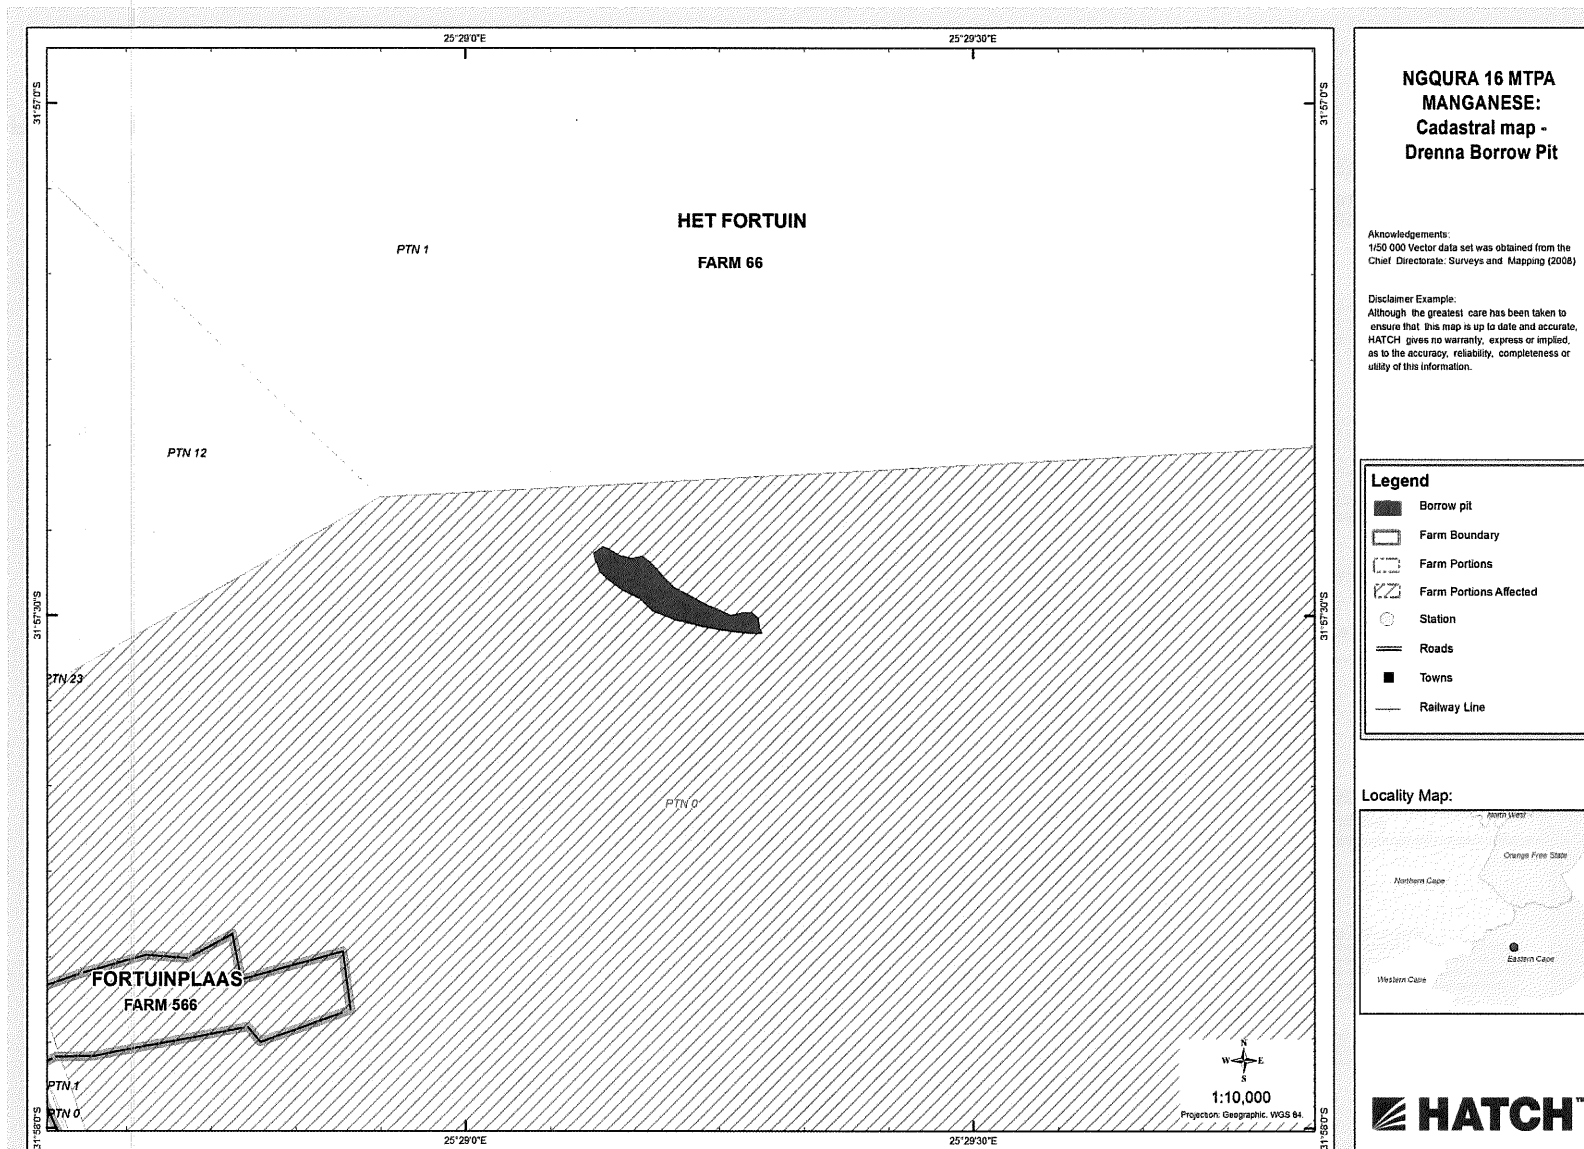 25°29'0"E
25°29'30"E
31°57'0"S
31°57'0"S
HET FORTUIN
FARM 66
PTN 1
PTN 12
31°57'30"S
31°57'30"S
PTN 23
PTN 0
FORTUINPLAAS
FARM 566
PTN 1
PTN 0
31°58'0"S
31°58'0"S
N
W E
S
1:10,000
Projection: Geographic, WGS 84.
25°29'0"E
25°29'30"E
NGQURA 16 MTPA
MANGANESE:
Cadastral map -
Drenna Borrow Pit
Aknowledgements:
1/50 000 Vector data set was obtained from the
Chief Directorate: Surveys and Mapping (2008)
Disclaimer Example:
Although the greatest care has been taken to
ensure that this map is up to date and accurate,
HATCH gives no warranty, express or implied,
as to the accuracy, reliability, completeness or
utility of this information.
Legend
Borrow pit
Farm Boundary
Farm Portions
Farm Portions Affected
Station
Roads
Towns
Railway Line
Locality Map:
North West
Orange Free State
Northern Cape
Eastern Cape
Western Cape
HATCH™